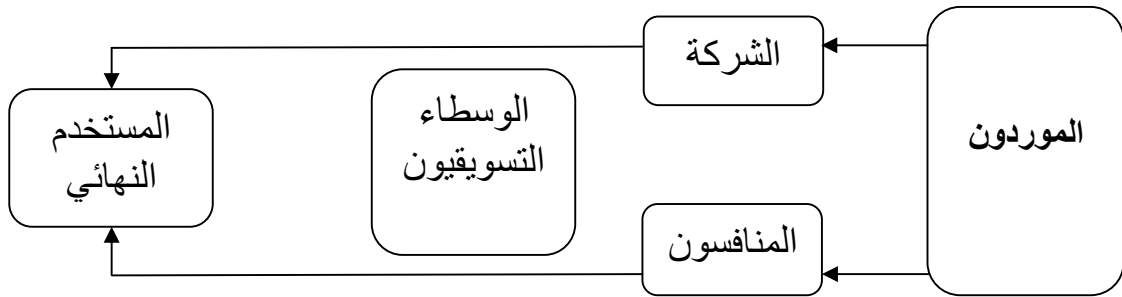 الموردون
الشركة
المنافسون
الوسطاء
التسويقيون
المستخدم
النهائي